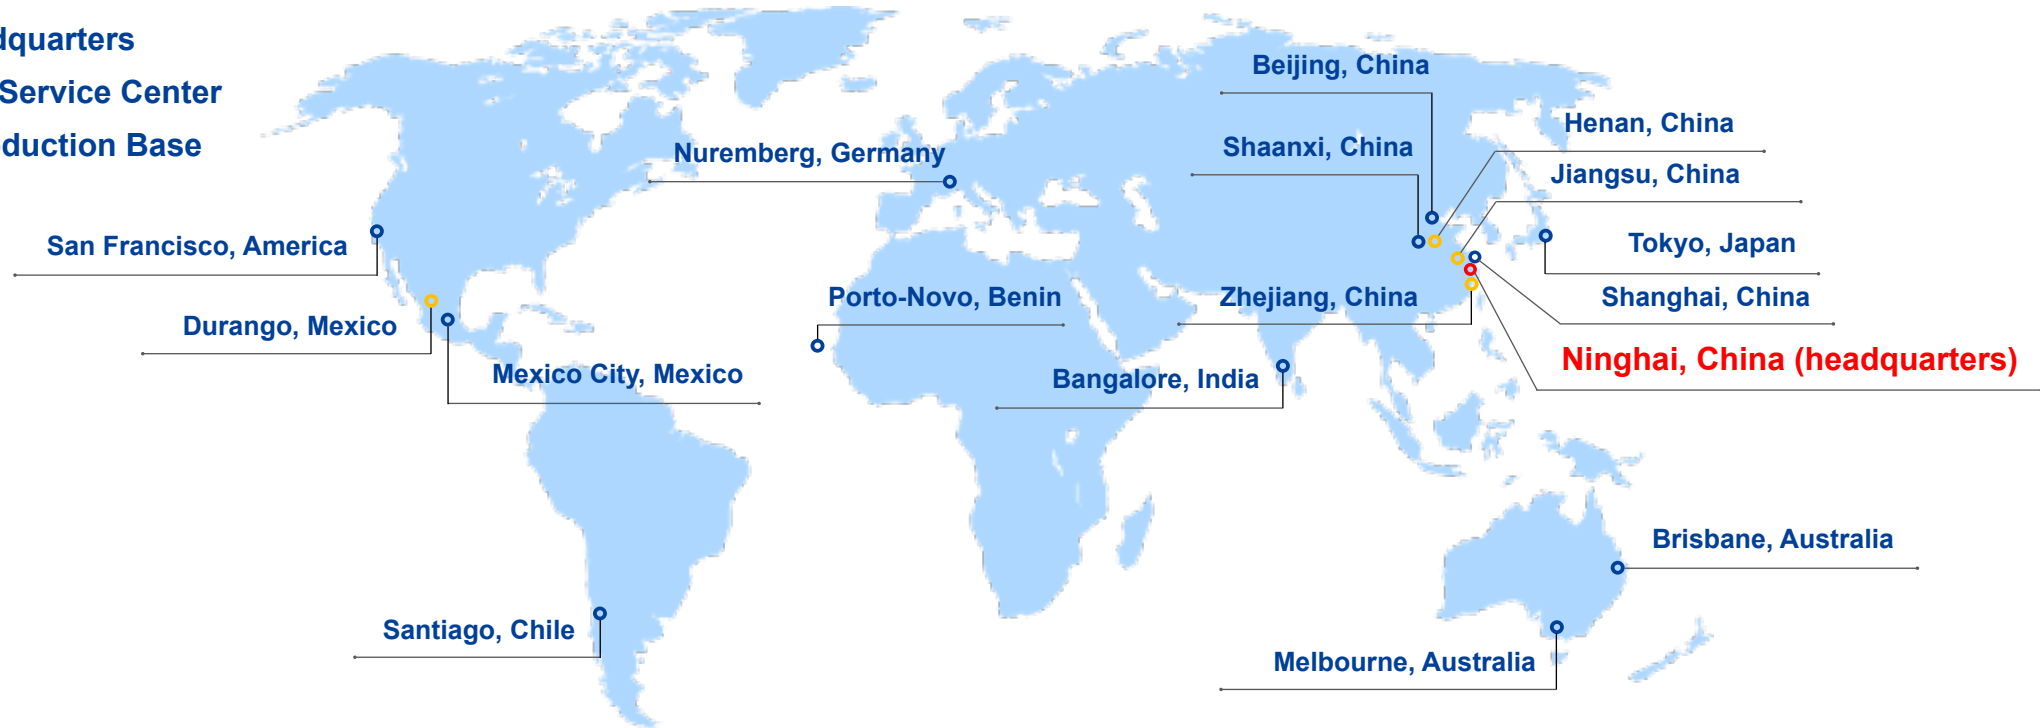 Service Center
Base
Beijing, China
Henan, China
Nuremberg, Germany
Shaanxi, China
Jiangsu, China
San Francisco, America
Tokyo, Japan
Porto-Novo, Benin
Zhejiang, China
Shanghai, China
Durango, Mexico
Ninghai, China (headquarters)
Mexico City, Mexico
Bangalore, India
Brisbane, Australia
Santiago, Chile
Melbourne, Australia